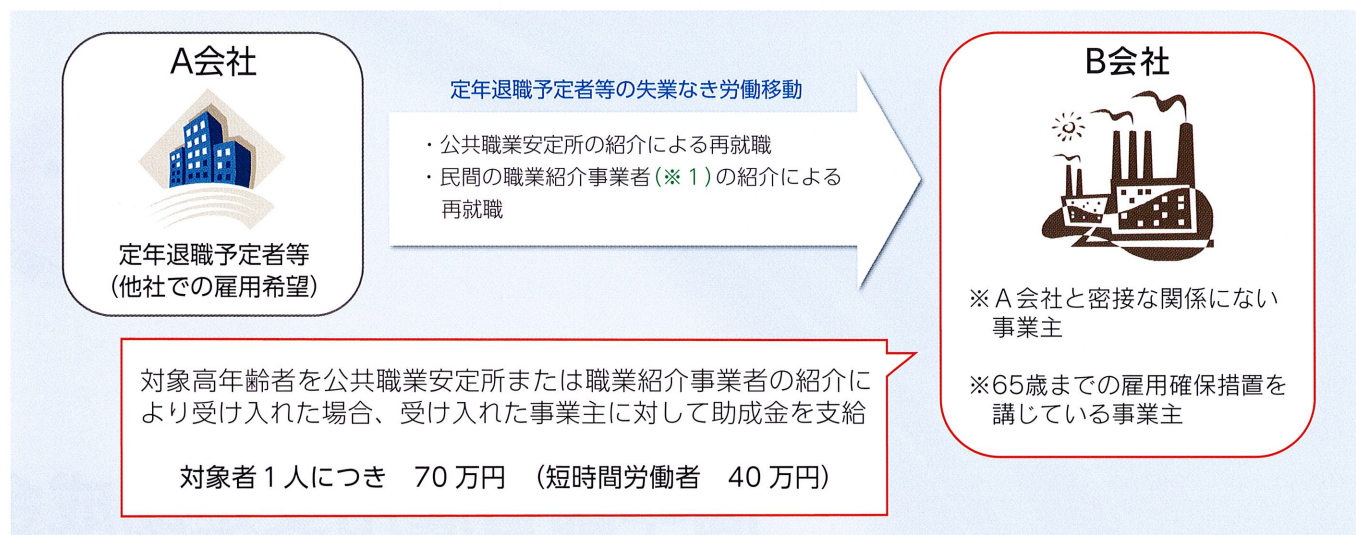 A会社
定年退職予定者等
(他社での雇用希望)
定年退職予定者等の失業なき労働移動
・公共職業安定所の紹介による再就職
・民間の職業紹介事業者(※1)の紹介による
再就職
B会社
※A会社と密接な関係にない
事業主
※65歳までの雇用確保措置を
講じている事業主
対象高年齢者を公共職業安定所または職業紹介事業者の紹介に
より受け入れた場合、受け入れた事業主に対して助成金を支給
対象者1人につき 70万円 (短時間労働者 40万円)